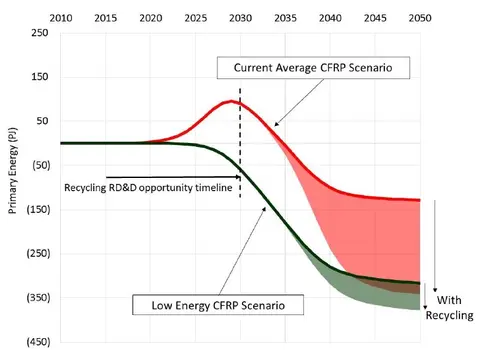 2010 2015 2020 2025 2030 2035 2040 2045 2050
250
150
50
(50)
(150)
(250)
(350)
(450)
Primary Energy (PJ)
Current Average CFRP Scenario
Recycling RD&D opportunity timeline
Low Energy CFRP Scenario
With
Recycling